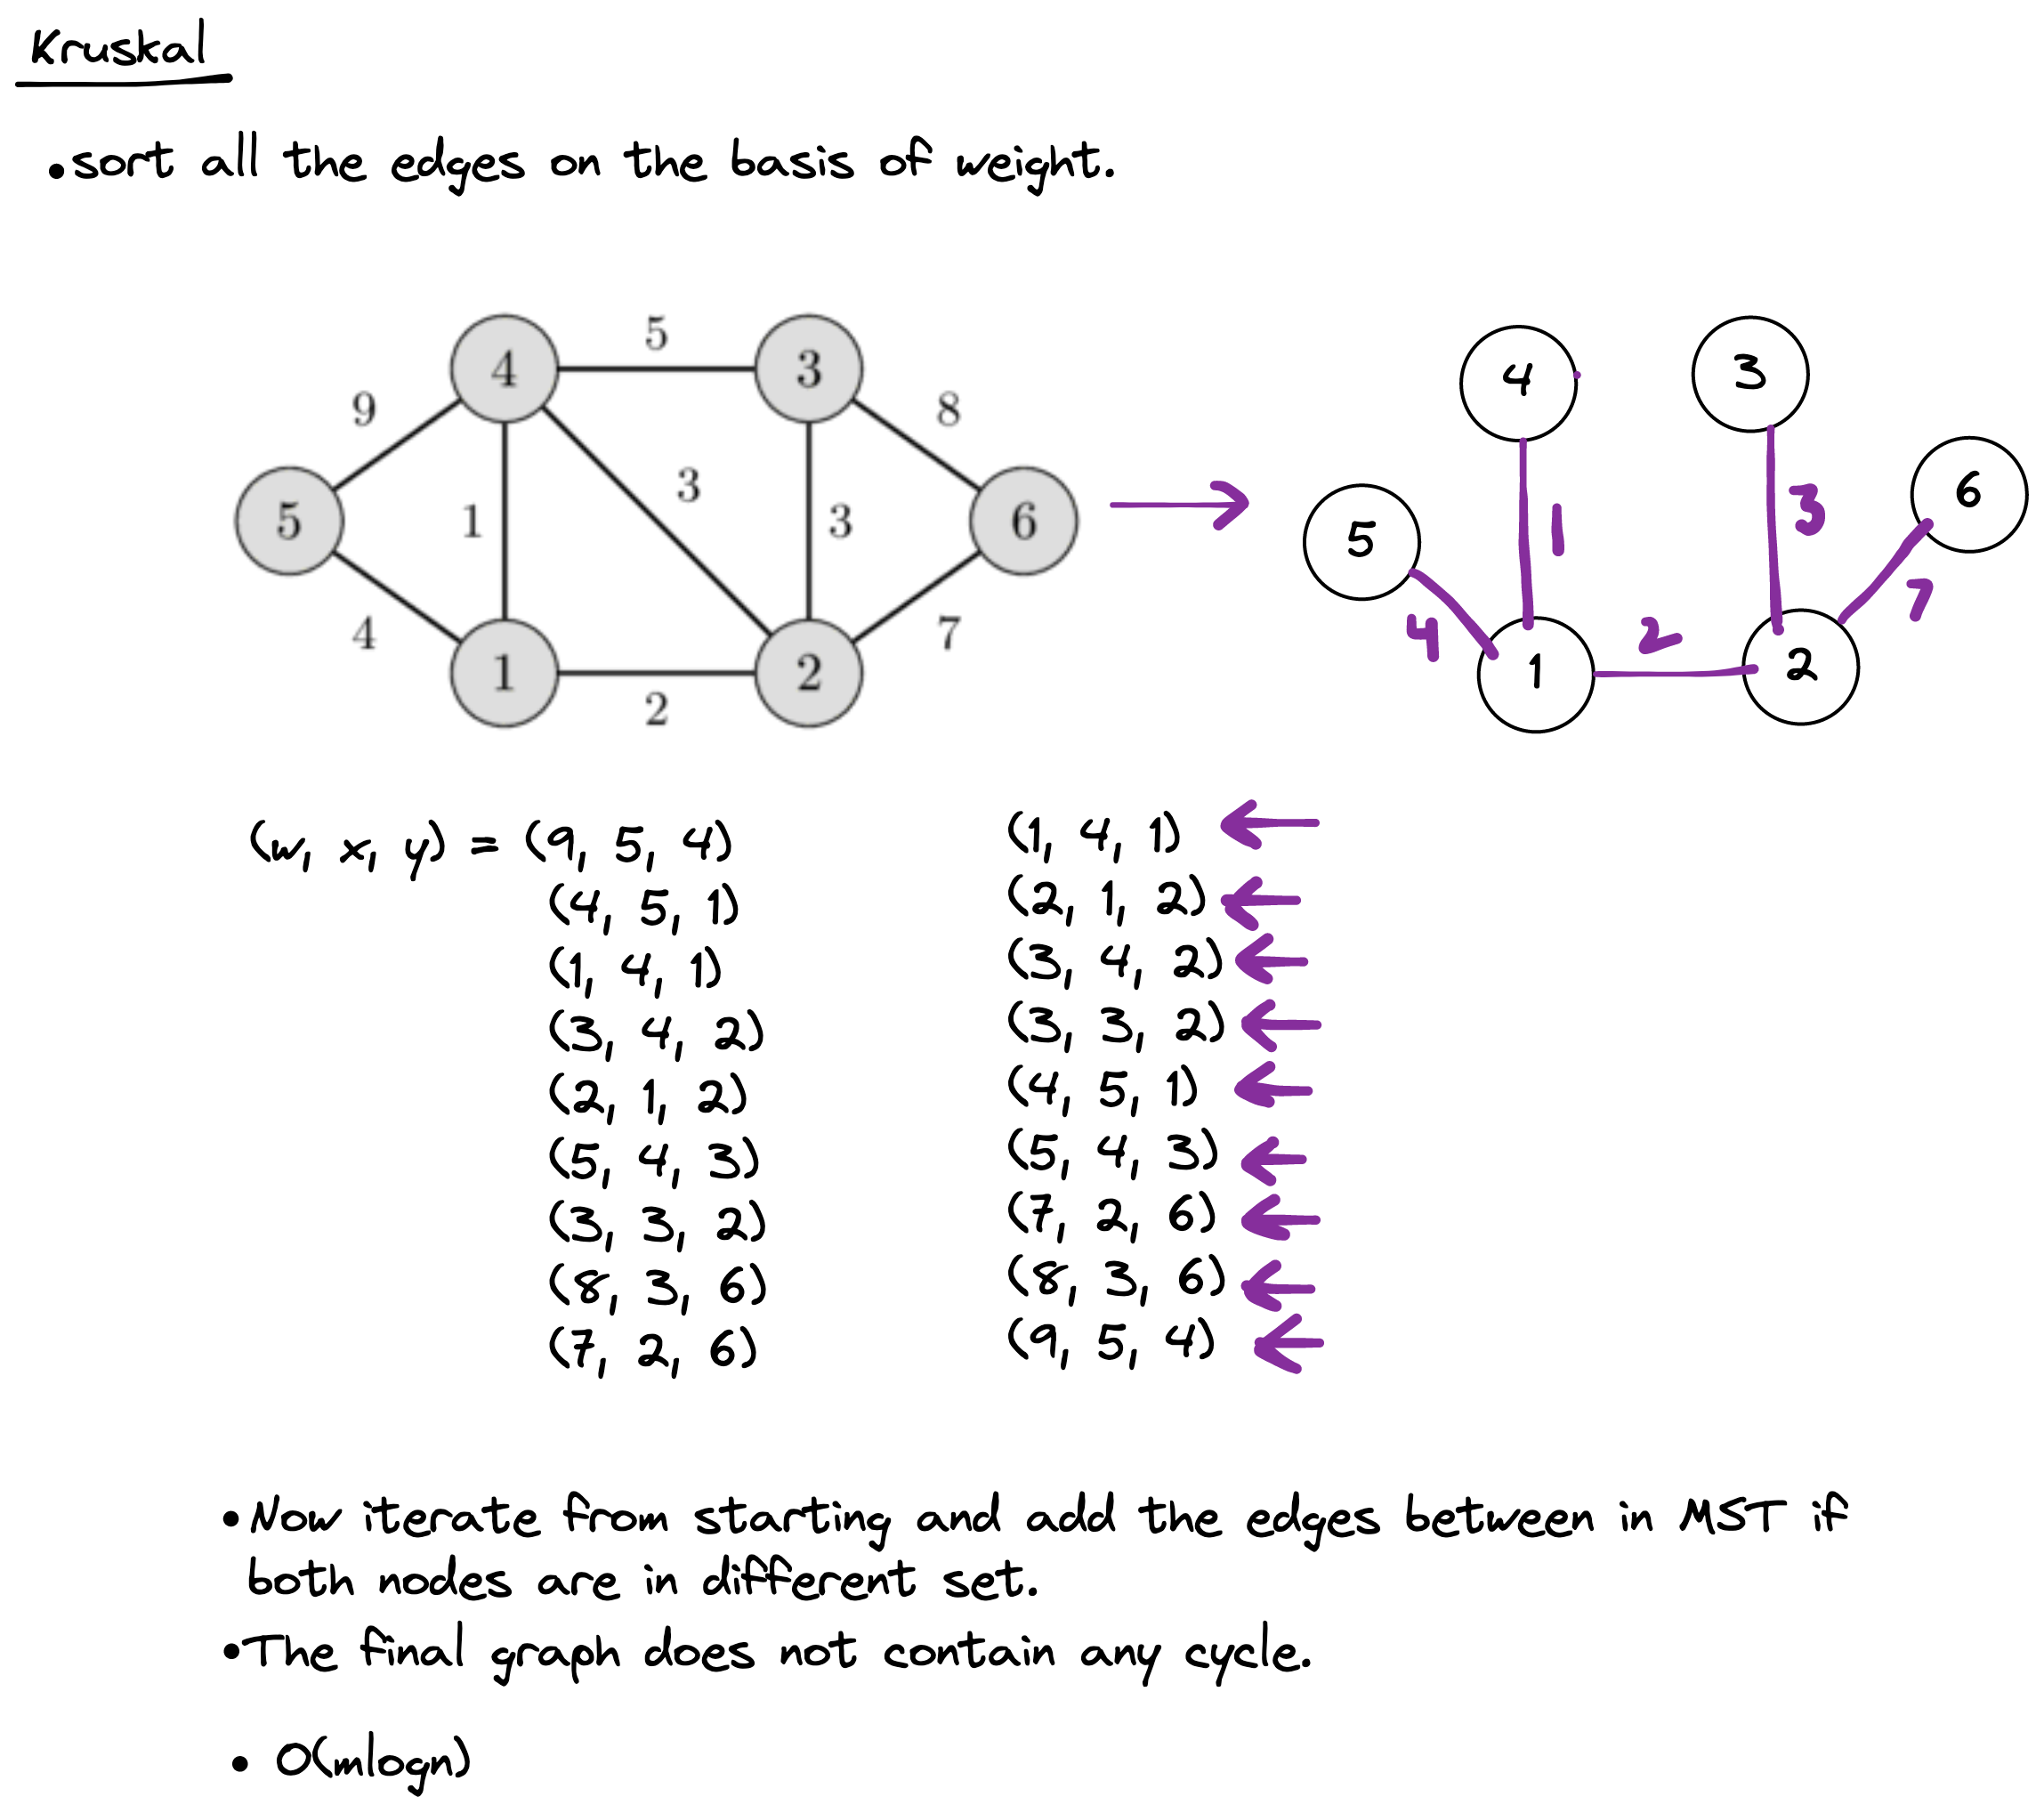 Kruskal
• sort all the edges on the basis of weight.
5
4
3
9
8
4
3
5
1
3
3
6
5
1
3
6
4
7
4
2
7
1
2
1
2
2
(w, x, y) = (9, 5, 4)
(4, 5, 1)
(1, 4, 1)
(3, 4, 2)
(2, 1, 2)
(5, 4, 3)
(3, 3, 2)
(8, 3, 6)
(7, 2, 6)
(1, 4, 1)
(2, 1, 2)
(3, 4, 2)
(3, 3, 2)
(4, 5, 1)
(5, 4, 3)
(7, 2, 6)
(8, 3, 6)
(9, 5, 4)
• Now iterate from starting and add the edges between in MST if
both nodes are in different set.
• The final graph does not contain any cycle.
• O(mlogn)